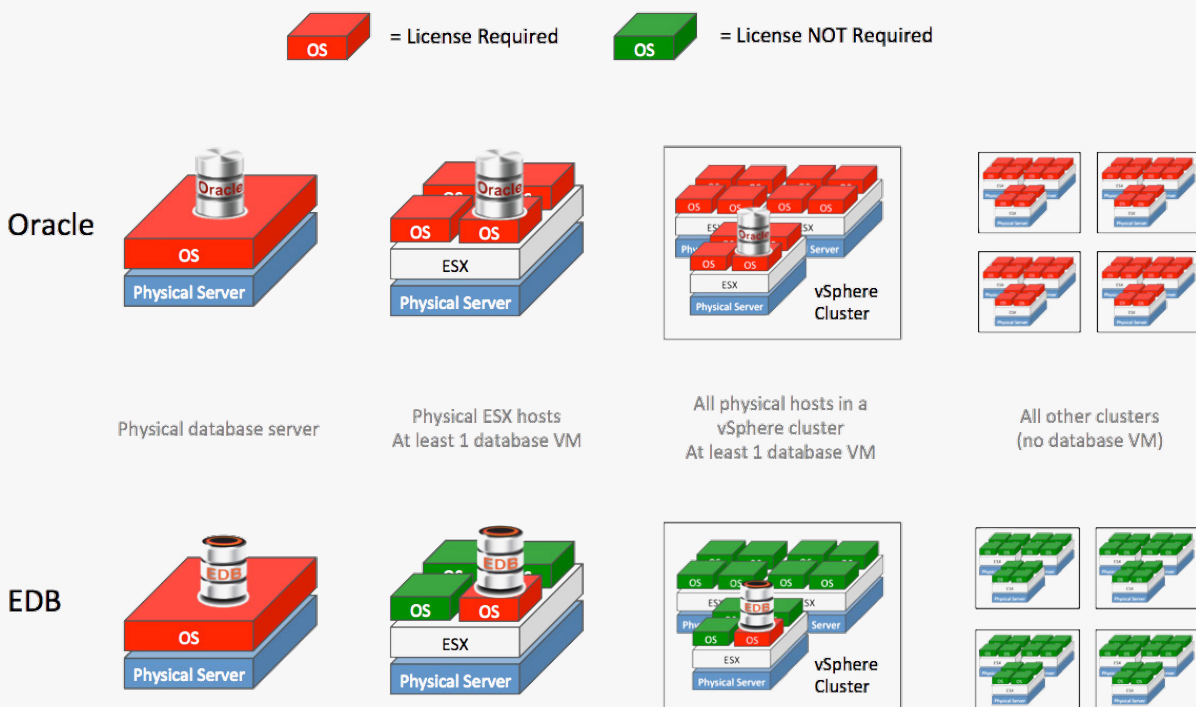 OS
= License Required
OS
= License NOT Required
Oracle
Oracle
OS
Physical Server
Oracle
OS
OS
OS
ESX
Physical Server
OS
OS
OS
OS
Oracle
OS
OS
ESX
Physical Server
vSphere
Cluster
Physical database server
Physical ESX hosts
At least 1 database VM
All physical hosts in a
vSphere cluster
At least 1 database VM
All other clusters
(no database VM)
EDB
EDB
OS
Physical Server
EDB
OS
OS
ESX
Physical Server
OS
OS
OS
OS
EDB
OS
OS
ESX
Server
Physical Server
vSphere
Cluster